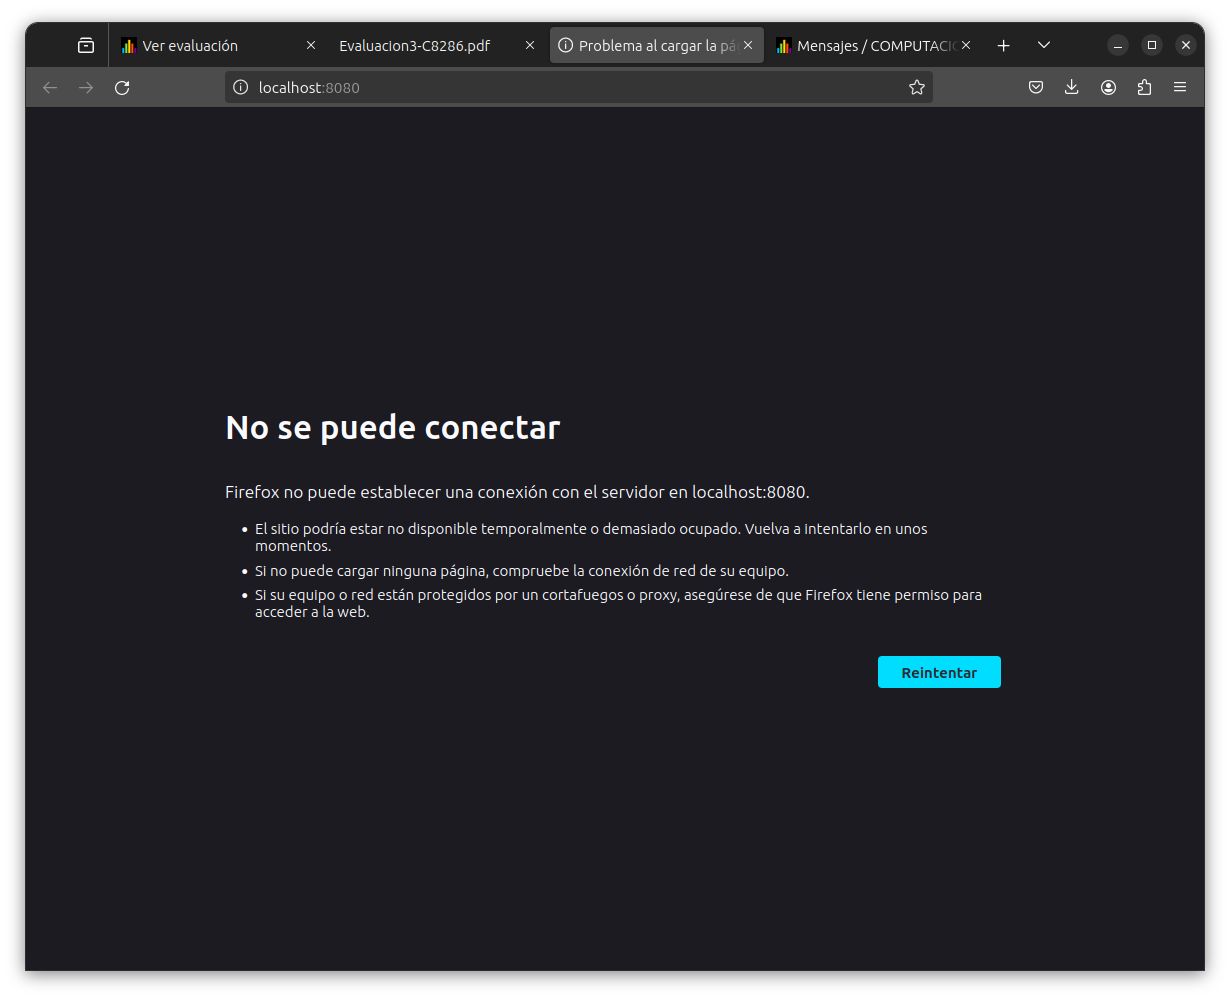 Ver evaluación
Evaluacion3-C8286.pdf
Problema al cargar la pá
Mensajes / COMPUTACI
localhost:8080
No se puede conectar
Firefox no puede establecer una conexión con el servidor en localhost:8080.
El sitio podría estar no disponible temporalmente o demasiado ocupado. Vuelva a intentarlo en unos
momentos.
Si no puede cargar ninguna página, compruebe la conexión de red de su equipo.
Si su equipo o red están protegidos por un cortafuegos o proxy, asegúrese de que Firefox tiene permiso para
acceder a la web.
Reintentar